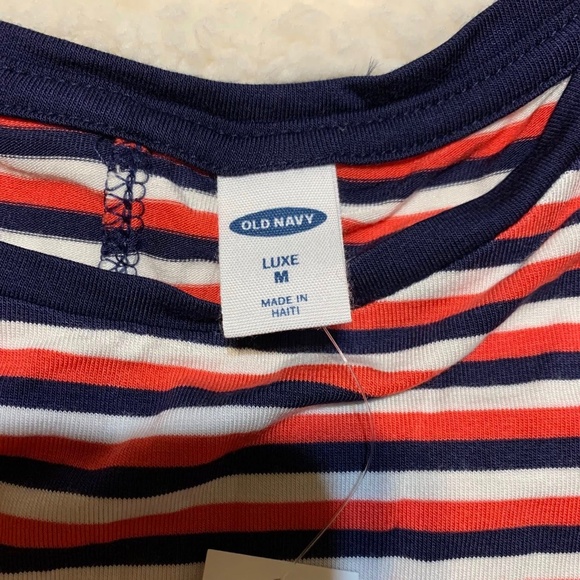 OLD NAVY
LUXE
M
MADE IN
HAITI